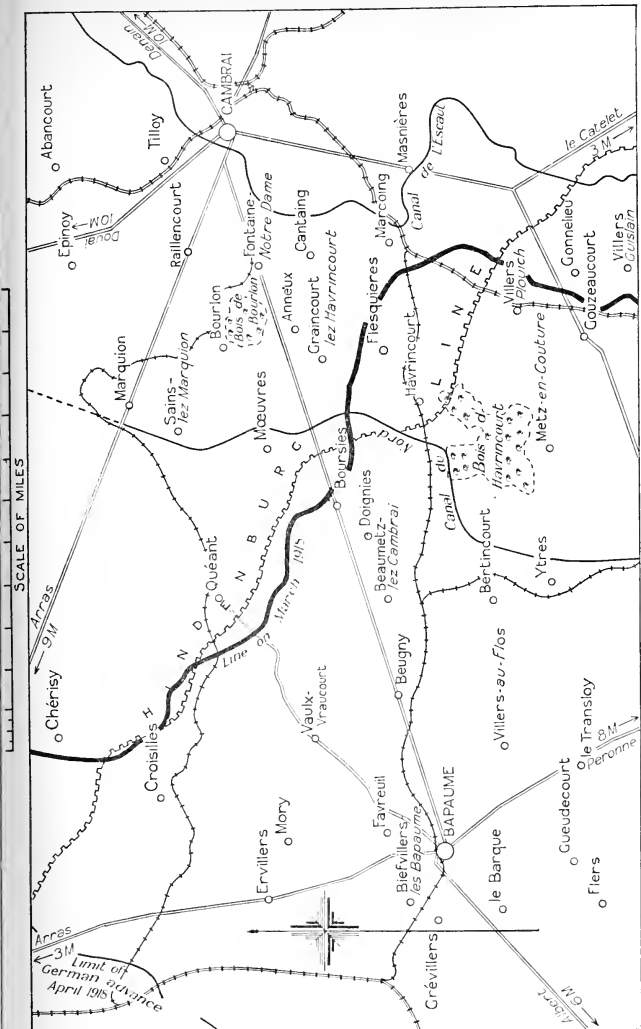 SCALE OF MILES
Arras
3M
Limit of
German advance
April 1918
Ervillers
Mory
Croisilles
Chérisy
Arras
9M
Vaulx-
Vraucourt
Favreuil
Biefvillers
les Bapaume
Grévillers
BAPAUME
le Barque
Albert
6M
Flers
Gueudecourt
le Transloy
8M
Peronne
Villers-au-Flos
Beugny
Line on March 1918
HINDENBURG
LINE
Quéant
Beaumetz-
lez Cambrai
Doignies
Boursies
Bertincourt
Ytres
Canal du Nord
Marquion
Sains-
lez Marquion
Mœuvres
Bourlon
Bois de
Bourlon
Anneux
Graincourt
lez Havrincourt
Flesquieres
Havrincourt
Bois d'
Havrincourt
Metz-en-Couture
Epinoy
Douai
10M
Abancourt
Tilloy
Raillencourt
Fontaine-
Notre Dame
Cantaing
Marcoing
Masnières
Canal de L'Escaut
CAMBRAI
Denain
10M
le Catelet
3M
Villers
Plouich
Gonnelieu
Gouzeaucourt
Villers
Guislain